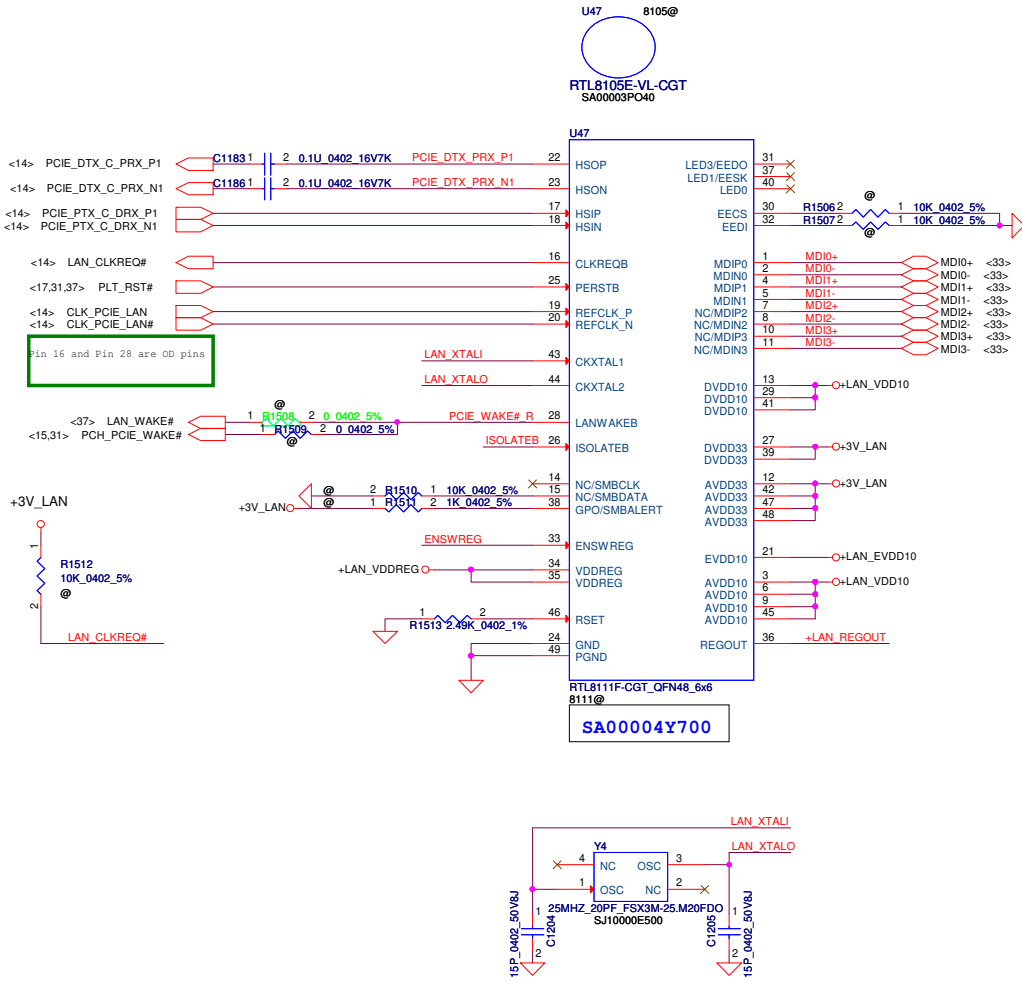 U47 8105@
RTL8105E-VL-CGT
SA00003PO40
U47
<14> PCIE_DTX_C_PRX_P1 C1183 1 2 0.1U_0402_16V7K PCIE_DTX_PRX_P1 22 HSOP
<14> PCIE_DTX_C_PRX_N1 C1186 1 2 0.1U_0402_16V7K PCIE_DTX_PRX_N1 23 HSON
<14> PCIE_PTX_C_DRX_P1 17 HSIP
<14> PCIE_PTX_C_DRX_N1 18 HSIN
<14> LAN_CLKREQ# 16 CLKREQB
<17,31,37> PLT_RST# 25 PERSTB
<14> CLK_PCIE_LAN 19 REFCLK_P
<14> CLK_PCIE_LAN# 20 REFCLK_N
Pin 16 and Pin 28 are OD pins
LAN_XTALI 43 CKXTAL1
LAN_XTALO 44 CKXTAL2
@
<37> LAN_WAKE# 1 R1508 2 0_0402_5% PCIE_WAKE#_R 28 LANWAKEB
<15,31> PCH_PCIE_WAKE# 1 R1509 2 0_0402_5%
@
ISOLATEB 26 ISOLATEB
14 NC/SMBCLK
@ 2 R1510 1 10K_0402_5% 15 NC/SMBDATA
+3V_LAN @ 1 R1511 2 1K_0402_5% 38 GPO/SMBALERT
ENSWREG 33 ENSWREG
+LAN_VDDREG 34 VDDREG
35 VDDREG
1 2 46 RSET
R1513 2.49K_0402_1%
24 GND
49 PGND
LED3/EEDO 31
LED1/EESK 37
LED0 40
@
EECS 30 R1506 2 1 10K_0402_5%
EEDI 32 R1507 2 1 10K_0402_5%
@
MDIP0 1 MDI0+ MDI0+ <33>
MDIN0 2 MDI0- MDI0- <33>
MDIP1 4 MDI1+ MDI1+ <33>
MDIN1 5 MDI1- MDI1- <33>
NC/MDIP2 7 MDI2+ MDI2+ <33>
NC/MDIN2 8 MDI2- MDI2- <33>
NC/MDIP3 10 MDI3+ MDI3+ <33>
NC/MDIN3 11 MDI3- MDI3- <33>
DVDD10 13 +LAN_VDD10
DVDD10 29
DVDD10 41
DVDD33 27 +3V_LAN
DVDD33 39
AVDD33 12 +3V_LAN
AVDD33 42
AVDD33 47
AVDD33 48
EVDD10 21 +LAN_EVDD10
AVDD10 3 +LAN_VDD10
AVDD10 6
AVDD10 9
AVDD10 45
REGOUT 36 +LAN_REGOUT
RTL8111F-CGT_QFN48_6x6
8111@
SA00004Y700
+3V_LAN
1
R1512
10K_0402_5%
@
2
LAN_CLKREQ#
LAN_XTALI
LAN_XTALO
Y4
4 NC OSC 3
1 OSC NC 2
25MHZ_20PF_FSX3M-25.M20FDO
SJ10000E500
1
C1204
15P_0402_50V8J
2
1
C1205
15P_0402_50V8J
2